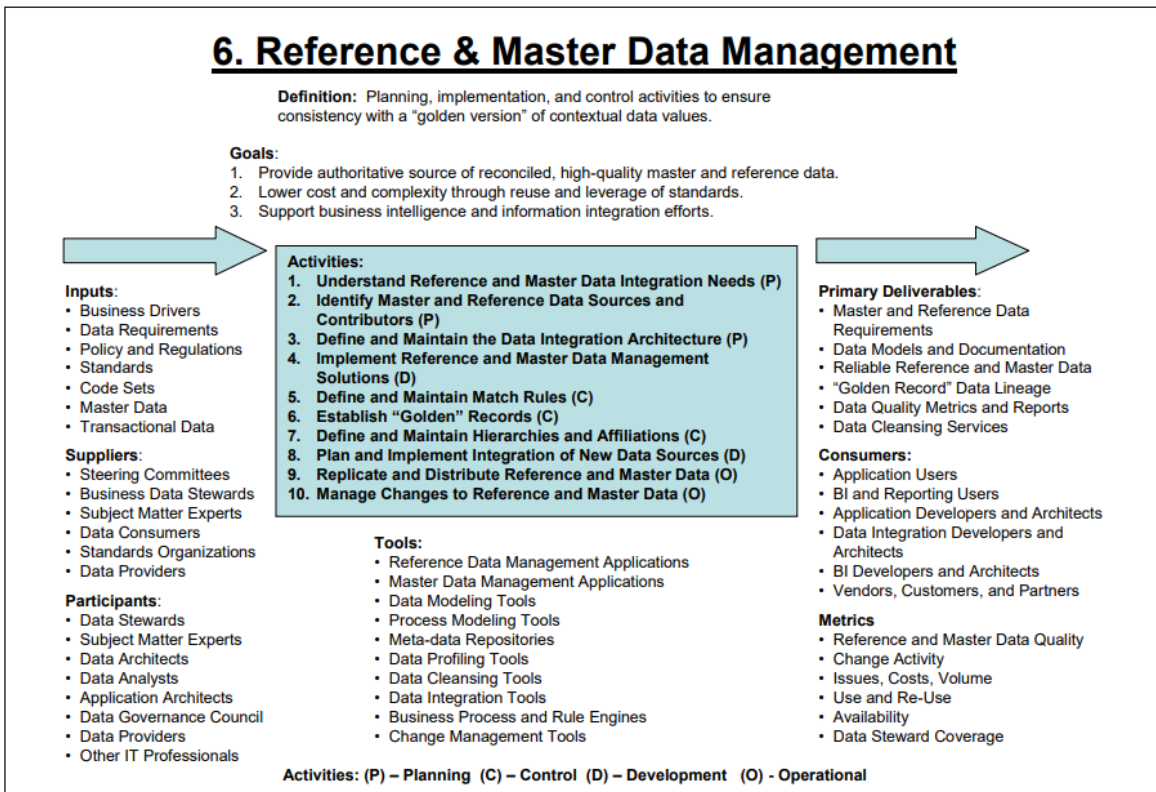 6. Reference & Master Data Management
Definition: Planning, implementation, and control activities to ensure
consistency with a “golden version” of contextual data values.
Goals:
1. Provide authoritative source of reconciled, high-quality master and reference data.
2. Lower cost and complexity through reuse and leverage of standards.
3. Support business intelligence and information integration efforts.
Inputs:
• Business Drivers
• Data Requirements
• Policy and Regulations
• Standards
• Code Sets
• Master Data
• Transactional Data
Suppliers:
• Steering Committees
• Business Data Stewards
• Subject Matter Experts
• Data Consumers
• Standards Organizations
• Data Providers
Participants:
• Data Stewards
• Subject Matter Experts
• Data Architects
• Data Analysts
• Application Architects
• Data Governance Council
• Data Providers
• Other IT Professionals
Activities:
1. Understand Reference and Master Data Integration Needs (P)
2. Identify Master and Reference Data Sources and
Contributors (P)
3. Define and Maintain the Data Integration Architecture (P)
4. Implement Reference and Master Data Management
Solutions (D)
5. Define and Maintain Match Rules (C)
6. Establish “Golden” Records (C)
7. Define and Maintain Hierarchies and Affiliations (C)
8. Plan and Implement Integration of New Data Sources (D)
9. Replicate and Distribute Reference and Master Data (O)
10. Manage Changes to Reference and Master Data (O)
Tools:
• Reference Data Management Applications
• Master Data Management Applications
• Data Modeling Tools
• Process Modeling Tools
• Meta-data Repositories
• Data Profiling Tools
• Data Cleansing Tools
• Data Integration Tools
• Business Process and Rule Engines
• Change Management Tools
Primary Deliverables:
• Master and Reference Data
Requirements
• Data Models and Documentation
• Reliable Reference and Master Data
• “Golden Record” Data Lineage
• Data Quality Metrics and Reports
• Data Cleansing Services
Consumers:
• Application Users
• BI and Reporting Users
• Application Developers and Architects
• Data Integration Developers and
Architects
• BI Developers and Architects
• Vendors, Customers, and Partners
Metrics
• Reference and Master Data Quality
• Change Activity
• Issues, Costs, Volume
• Use and Re-Use
• Availability
• Data Steward Coverage
Activities: (P) – Planning (C) – Control (D) – Development (O) - Operational